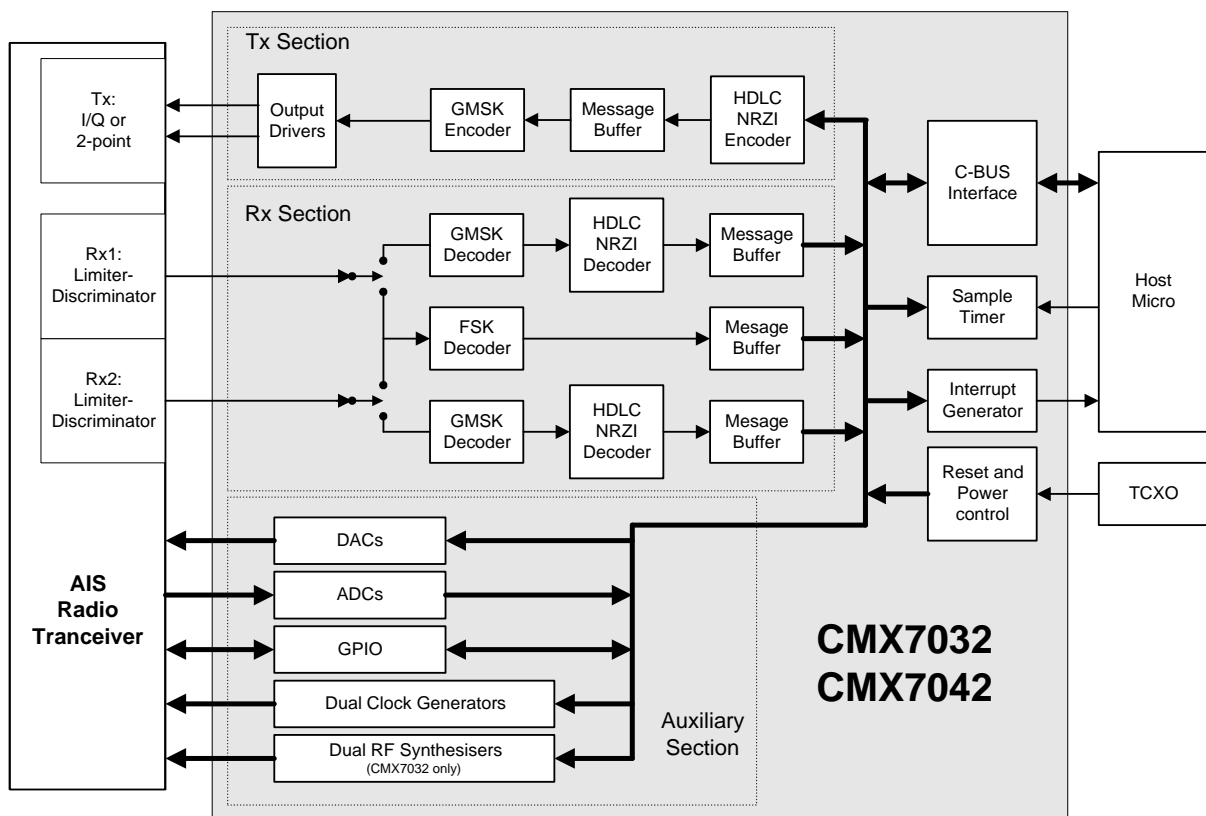 Tx Section
Tx:
I/Q or
2-point
Output
Drivers
GMSK
Encoder
Message
Buffer
HDLC
NRZI
Encoder
C-BUS
Interface
Rx Section
Rx1:
Limiter-
Discriminator
GMSK
Decoder
HDLC
NRZI
Decoder
Message
Buffer
Host
Micro
Sample
Timer
FSK
Decoder
Mesage
Buffer
Rx2:
Limiter-
Discriminator
GMSK
Decoder
HDLC
NRZI
Decoder
Message
Buffer
Interrupt
Generator
Reset and
Power
control
TCXO
DACs
ADCs
GPIO
Dual Clock Generators
Dual RF Synthesisers
(CMX7032 only)
AIS
Radio
Tranceiver
Auxiliary
Section
CMX7032
CMX7042